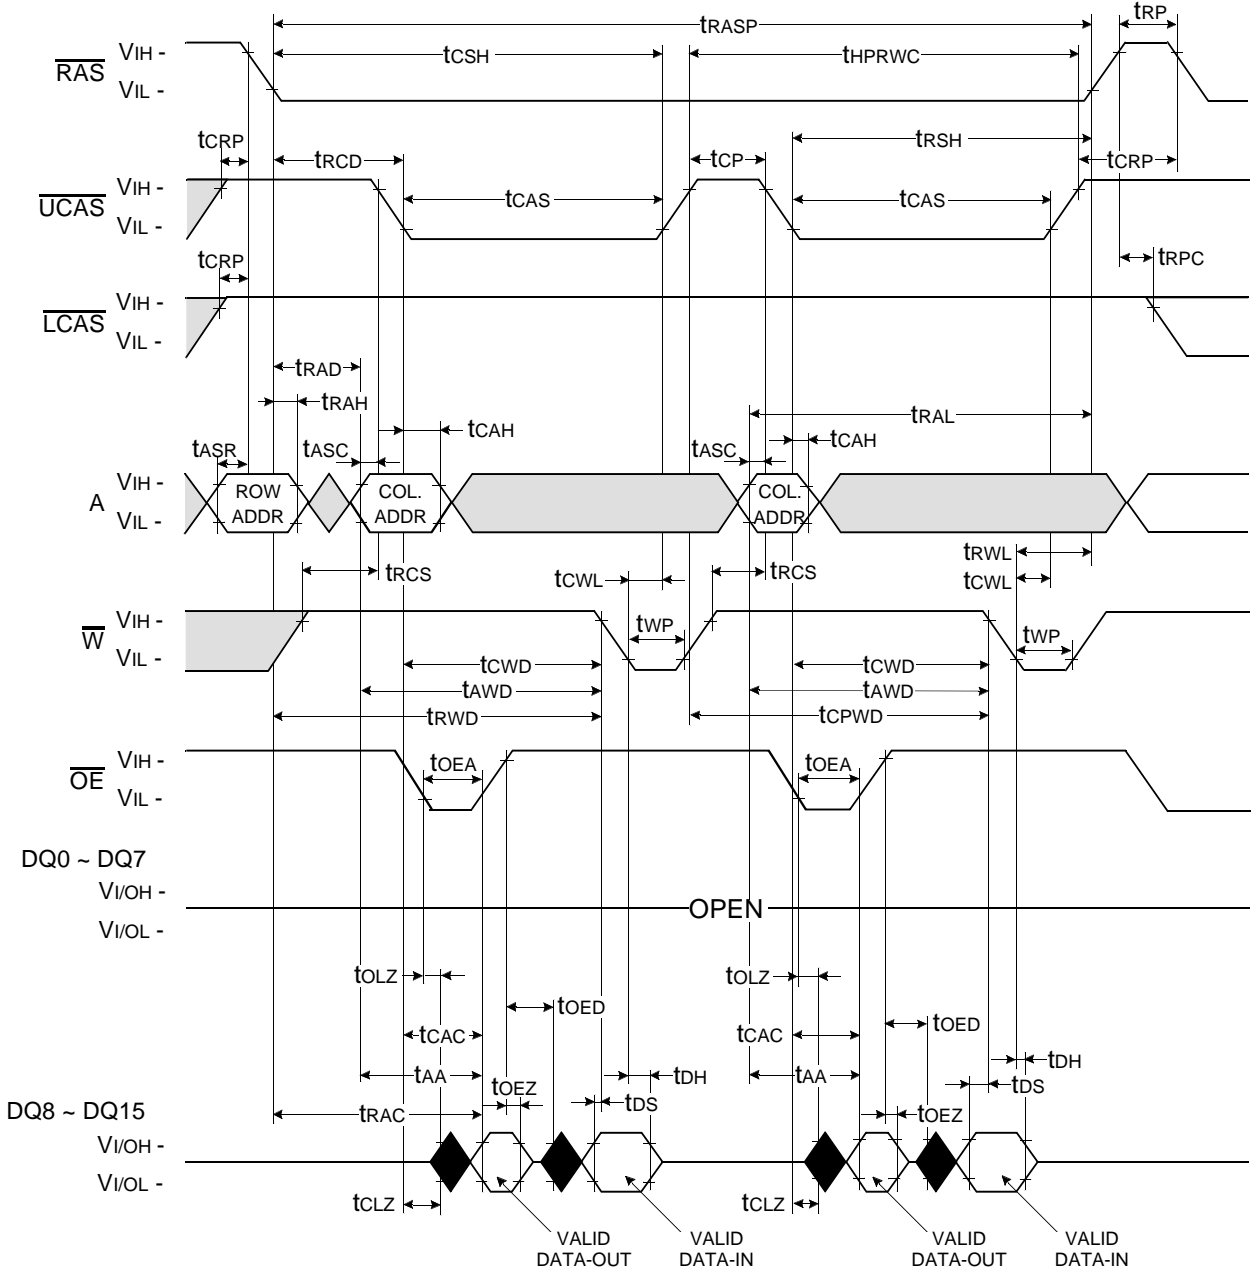 tRASP
tRP
VIH -
RAS
tCSH
tHPRWC
VIL -
tCRP
tRCD
tCP
tRSH
tCRP
VIH -
UCAS
tCAS
tCAS
VIL -
tCRP
tRPC
VIH -
LCAS
VIL -
tRAD
tRAH
tRAL
tCAH
tASR
tASC
tASC
tCAH
VIH -
A
ROW
ADDR
COL.
ADDR
COL.
ADDR
VIL -
tRWL
tRCS
tCWL
tRCS
tCWL
VIH -
W
tWP
tWP
VIL -
tCWD
tCWD
tAWD
tAWD
tRWD
tCPWD
VIH -
OE
tOEA
tOEA
VIL -
DQ0 ~ DQ7
VI/OH -
OPEN
VI/OL -
tOLZ
tOLZ
tOED
tOED
tCAC
tCAC
tDH
tDH
tAA
tOEZ
tAA
tDS
tDS
DQ8 ~ DQ15
tRAC
tOEZ
VI/OH -
VI/OL -
tCLZ
tCLZ
VALID
DATA-OUT
VALID
DATA-IN
VALID
DATA-OUT
VALID
DATA-IN